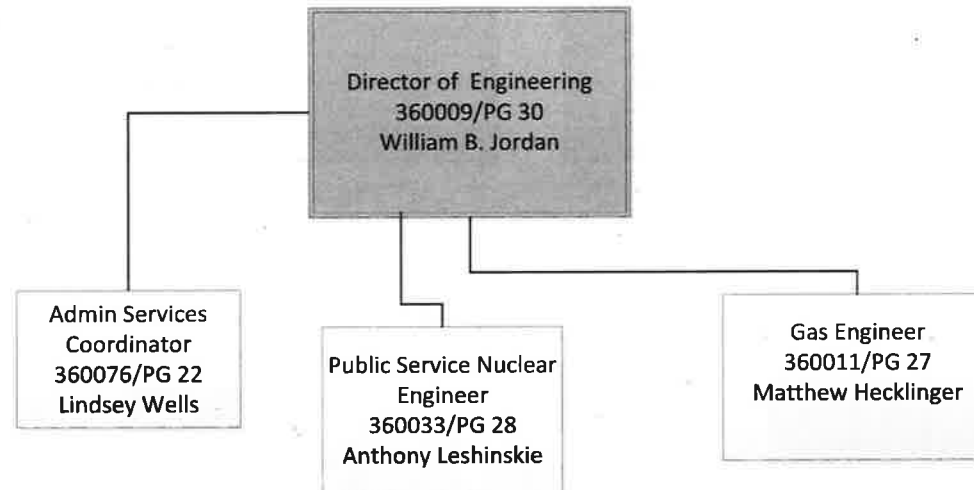 Director of Engineering
360009/PG 30
William B. Jordan
Admin Services
Coordinator
360076/PG 22
Lindsey Wells
Public Service Nuclear
Engineer
360033/PG 28
Anthony Leshinskie
Gas Engineer
360011/PG 27
Matthew Hecklinger